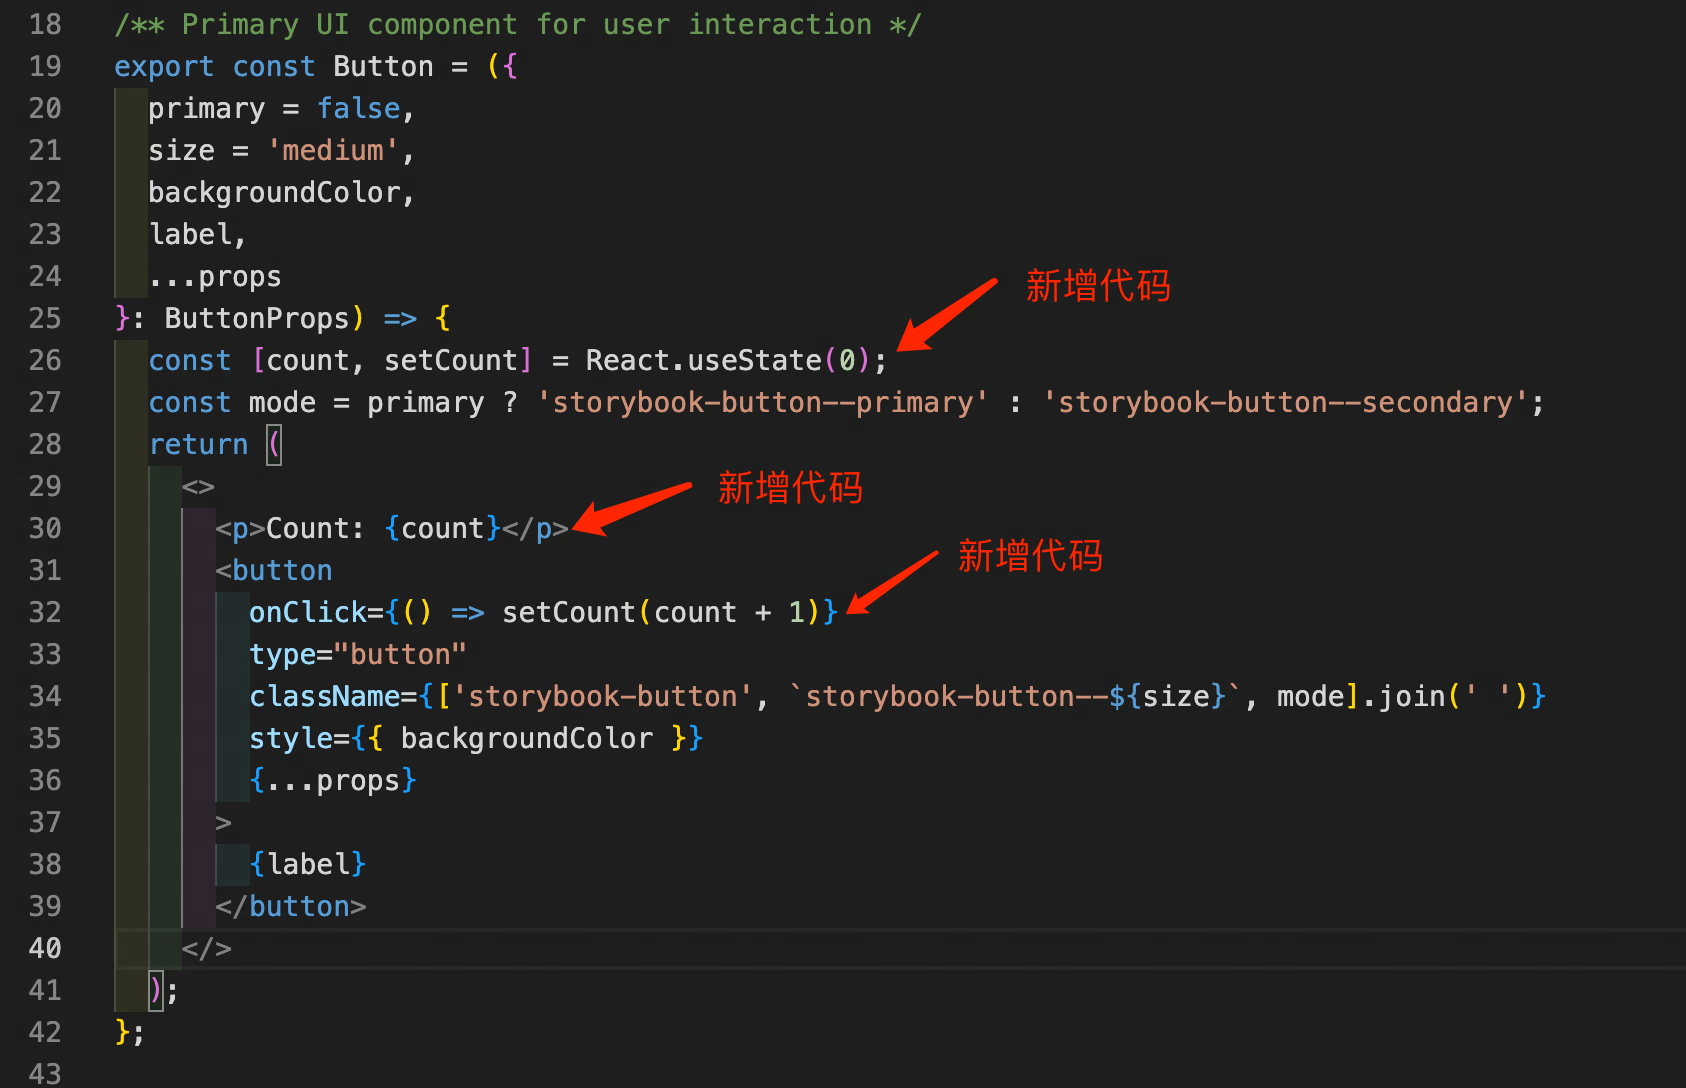 18 /** Primary UI component for user interaction */
19 export const Button = ({
20 primary = false,
21 size = 'medium',
22 backgroundColor,
23 label,
24 ...props
新增代码
25 }: ButtonProps) => {
26 const [count, setCount] = React.useState(0);
27 const mode = primary ? 'storybook-button--primary' : 'storybook-button--secondary';
28 return (
29 <>
新增代码
30 <p>Count: {count}</p>
新增代码
31 <button
32 onClick={() => setCount(count + 1)}
33 type="button"
34 className={['storybook-button', `storybook-button--${size}`, mode].join(' ')}
35 style={{ backgroundColor }}
36 {...props}
37 >
38 {label}
39 </button>
40 </>
41 );
42 };
43